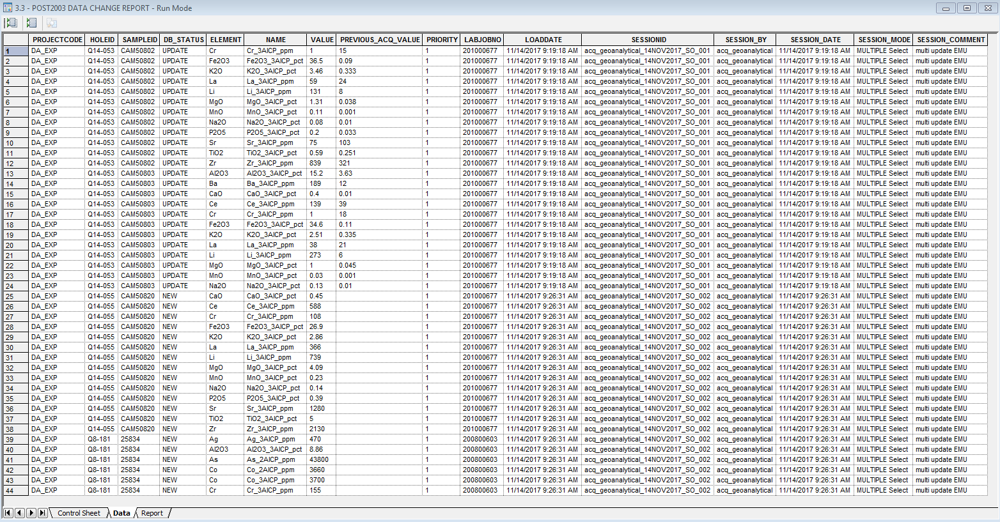 3.3 - POST2003 DATA CHANGE REPORT - Run Mode
PROJECTCODE HOLEID SAMPLEID DB_STATUS ELEMENT NAME VALUE PREVIOUS_ACQ_VALUE PRIORITY LABJOBNO LOADDATE SESSIONID SESSION_BY SESSION_DATE SESSION_MODE SESSION_COMMENT
1 DA_EXP Q14-053 CAM50802 UPDATE Cr Cr_3AICP_ppm 1 15 1 201000677 11/14/2017 9:19:18 AM acq_geoanalytical_14NOV2017_SO_001 acq_geoanalytical 11/14/2017 9:19:18 AM MULTIPLE Select multi update EMU
2 DA_EXP Q14-053 CAM50802 UPDATE Fe2O3 Fe2O3_3AICP_pct 36.5 0.09 1 201000677 11/14/2017 9:19:18 AM acq_geoanalytical_14NOV2017_SO_001 acq_geoanalytical 11/14/2017 9:19:18 AM MULTIPLE Select multi update EMU
3 DA_EXP Q14-053 CAM50802 UPDATE K2O K2O_3AICP_pct 3.46 0.333 1 201000677 11/14/2017 9:19:18 AM acq_geoanalytical_14NOV2017_SO_001 acq_geoanalytical 11/14/2017 9:19:18 AM MULTIPLE Select multi update EMU
4 DA_EXP Q14-053 CAM50802 UPDATE La La_3AICP_ppm 59 24 1 201000677 11/14/2017 9:19:18 AM acq_geoanalytical_14NOV2017_SO_001 acq_geoanalytical 11/14/2017 9:19:18 AM MULTIPLE Select multi update EMU
5 DA_EXP Q14-053 CAM50802 UPDATE Li Li_3AICP_ppm 131 8 1 201000677 11/14/2017 9:19:18 AM acq_geoanalytical_14NOV2017_SO_001 acq_geoanalytical 11/14/2017 9:19:18 AM MULTIPLE Select multi update EMU
6 DA_EXP Q14-053 CAM50802 UPDATE MgO MgO_3AICP_pct 1.31 0.038 1 201000677 11/14/2017 9:19:18 AM acq_geoanalytical_14NOV2017_SO_001 acq_geoanalytical 11/14/2017 9:19:18 AM MULTIPLE Select multi update EMU
7 DA_EXP Q14-053 CAM50802 UPDATE MnO MnO_3AICP_pct 0.11 0.001 1 201000677 11/14/2017 9:19:18 AM acq_geoanalytical_14NOV2017_SO_001 acq_geoanalytical 11/14/2017 9:19:18 AM MULTIPLE Select multi update EMU
8 DA_EXP Q14-053 CAM50802 UPDATE Na2O Na2O_3AICP_pct 0.08 0.01 1 201000677 11/14/2017 9:19:18 AM acq_geoanalytical_14NOV2017_SO_001 acq_geoanalytical 11/14/2017 9:19:18 AM MULTIPLE Select multi update EMU
9 DA_EXP Q14-053 CAM50802 UPDATE P2O5 P2O5_3AICP_pct 0.2 0.033 1 201000677 11/14/2017 9:19:18 AM acq_geoanalytical_14NOV2017_SO_001 acq_geoanalytical 11/14/2017 9:19:18 AM MULTIPLE Select multi update EMU
10 DA_EXP Q14-053 CAM50802 UPDATE Sr Sr_3AICP_ppm 75 103 1 201000677 11/14/2017 9:19:18 AM acq_geoanalytical_14NOV2017_SO_001 acq_geoanalytical 11/14/2017 9:19:18 AM MULTIPLE Select multi update EMU
11 DA_EXP Q14-053 CAM50802 UPDATE TiO2 TiO2_3AICP_pct 0.59 0.251 1 201000677 11/14/2017 9:19:18 AM acq_geoanalytical_14NOV2017_SO_001 acq_geoanalytical 11/14/2017 9:19:18 AM MULTIPLE Select multi update EMU
12 DA_EXP Q14-053 CAM50802 UPDATE Zr Zr_3AICP_ppm 839 321 1 201000677 11/14/2017 9:19:18 AM acq_geoanalytical_14NOV2017_SO_001 acq_geoanalytical 11/14/2017 9:19:18 AM MULTIPLE Select multi update EMU
13 DA_EXP Q14-053 CAM50803 UPDATE Al2O3 Al2O3_3AICP_pct 15.2 3.63 1 201000677 11/14/2017 9:19:18 AM acq_geoanalytical_14NOV2017_SO_001 acq_geoanalytical 11/14/2017 9:19:18 AM MULTIPLE Select multi update EMU
14 DA_EXP Q14-053 CAM50803 UPDATE Ba Ba_3AICP_ppm 189 12 1 201000677 11/14/2017 9:19:18 AM acq_geoanalytical_14NOV2017_SO_001 acq_geoanalytical 11/14/2017 9:19:18 AM MULTIPLE Select multi update EMU
15 DA_EXP Q14-053 CAM50803 UPDATE CaO CaO_3AICP_pct 0.4 0.01 1 201000677 11/14/2017 9:19:18 AM acq_geoanalytical_14NOV2017_SO_001 acq_geoanalytical 11/14/2017 9:19:18 AM MULTIPLE Select multi update EMU
16 DA_EXP Q14-053 CAM50803 UPDATE Ce Ce_3AICP_ppm 139 39 1 201000677 11/14/2017 9:19:18 AM acq_geoanalytical_14NOV2017_SO_001 acq_geoanalytical 11/14/2017 9:19:18 AM MULTIPLE Select multi update EMU
17 DA_EXP Q14-053 CAM50803 UPDATE Cr Cr_3AICP_ppm 1 18 1 201000677 11/14/2017 9:19:18 AM acq_geoanalytical_14NOV2017_SO_001 acq_geoanalytical 11/14/2017 9:19:18 AM MULTIPLE Select multi update EMU
18 DA_EXP Q14-053 CAM50803 UPDATE Fe2O3 Fe2O3_3AICP_pct 34.6 0.11 1 201000677 11/14/2017 9:19:18 AM acq_geoanalytical_14NOV2017_SO_001 acq_geoanalytical 11/14/2017 9:19:18 AM MULTIPLE Select multi update EMU
19 DA_EXP Q14-053 CAM50803 UPDATE K2O K2O_3AICP_pct 2.51 0.335 1 201000677 11/14/2017 9:19:18 AM acq_geoanalytical_14NOV2017_SO_001 acq_geoanalytical 11/14/2017 9:19:18 AM MULTIPLE Select multi update EMU
20 DA_EXP Q14-053 CAM50803 UPDATE La La_3AICP_ppm 38 21 1 201000677 11/14/2017 9:19:18 AM acq_geoanalytical_14NOV2017_SO_001 acq_geoanalytical 11/14/2017 9:19:18 AM MULTIPLE Select multi update EMU
21 DA_EXP Q14-053 CAM50803 UPDATE Li Li_3AICP_ppm 273 6 1 201000677 11/14/2017 9:19:18 AM acq_geoanalytical_14NOV2017_SO_001 acq_geoanalytical 11/14/2017 9:19:18 AM MULTIPLE Select multi update EMU
22 DA_EXP Q14-053 CAM50803 UPDATE MgO MgO_3AICP_pct 1 0.045 1 201000677 11/14/2017 9:19:18 AM acq_geoanalytical_14NOV2017_SO_001 acq_geoanalytical 11/14/2017 9:19:18 AM MULTIPLE Select multi update EMU
23 DA_EXP Q14-053 CAM50803 UPDATE MnO MnO_3AICP_pct 0.03 0.001 1 201000677 11/14/2017 9:19:18 AM acq_geoanalytical_14NOV2017_SO_001 acq_geoanalytical 11/14/2017 9:19:18 AM MULTIPLE Select multi update EMU
24 DA_EXP Q14-053 CAM50803 UPDATE Na2O Na2O_3AICP_pct 0.13 0.01 1 201000677 11/14/2017 9:19:18 AM acq_geoanalytical_14NOV2017_SO_001 acq_geoanalytical 11/14/2017 9:19:18 AM MULTIPLE Select multi update EMU
25 DA_EXP Q14-055 CAM50820 NEW CaO CaO_3AICP_pct 0.45 1 201000677 11/14/2017 9:26:31 AM acq_geoanalytical_14NOV2017_SO_002 acq_geoanalytical 11/14/2017 9:26:31 AM MULTIPLE Select multi update EMU
26 DA_EXP Q14-055 CAM50820 NEW Ce Ce_3AICP_ppm 588 1 201000677 11/14/2017 9:26:31 AM acq_geoanalytical_14NOV2017_SO_002 acq_geoanalytical 11/14/2017 9:26:31 AM MULTIPLE Select multi update EMU
27 DA_EXP Q14-055 CAM50820 NEW Cr Cr_3AICP_ppm 108 1 201000677 11/14/2017 9:26:31 AM acq_geoanalytical_14NOV2017_SO_002 acq_geoanalytical 11/14/2017 9:26:31 AM MULTIPLE Select multi update EMU
28 DA_EXP Q14-055 CAM50820 NEW Fe2O3 Fe2O3_3AICP_pct 26.9 1 201000677 11/14/2017 9:26:31 AM acq_geoanalytical_14NOV2017_SO_002 acq_geoanalytical 11/14/2017 9:26:31 AM MULTIPLE Select multi update EMU
29 DA_EXP Q14-055 CAM50820 NEW K2O K2O_3AICP_pct 2.86 1 201000677 11/14/2017 9:26:31 AM acq_geoanalytical_14NOV2017_SO_002 acq_geoanalytical 11/14/2017 9:26:31 AM MULTIPLE Select multi update EMU
30 DA_EXP Q14-055 CAM50820 NEW La La_3AICP_ppm 366 1 201000677 11/14/2017 9:26:31 AM acq_geoanalytical_14NOV2017_SO_002 acq_geoanalytical 11/14/2017 9:26:31 AM MULTIPLE Select multi update EMU
31 DA_EXP Q14-055 CAM50820 NEW Li Li_3AICP_ppm 739 1 201000677 11/14/2017 9:26:31 AM acq_geoanalytical_14NOV2017_SO_002 acq_geoanalytical 11/14/2017 9:26:31 AM MULTIPLE Select multi update EMU
32 DA_EXP Q14-055 CAM50820 NEW MgO MgO_3AICP_pct 4.09 1 201000677 11/14/2017 9:26:31 AM acq_geoanalytical_14NOV2017_SO_002 acq_geoanalytical 11/14/2017 9:26:31 AM MULTIPLE Select multi update EMU
33 DA_EXP Q14-055 CAM50820 NEW MnO MnO_3AICP_pct 0.23 1 201000677 11/14/2017 9:26:31 AM acq_geoanalytical_14NOV2017_SO_002 acq_geoanalytical 11/14/2017 9:26:31 AM MULTIPLE Select multi update EMU
34 DA_EXP Q14-055 CAM50820 NEW Na2O Na2O_3AICP_pct 0.14 1 201000677 11/14/2017 9:26:31 AM acq_geoanalytical_14NOV2017_SO_002 acq_geoanalytical 11/14/2017 9:26:31 AM MULTIPLE Select multi update EMU
35 DA_EXP Q14-055 CAM50820 NEW P2O5 P2O5_3AICP_pct 0.39 1 201000677 11/14/2017 9:26:31 AM acq_geoanalytical_14NOV2017_SO_002 acq_geoanalytical 11/14/2017 9:26:31 AM MULTIPLE Select multi update EMU
36 DA_EXP Q14-055 CAM50820 NEW Sr Sr_3AICP_ppm 1280 1 201000677 11/14/2017 9:26:31 AM acq_geoanalytical_14NOV2017_SO_002 acq_geoanalytical 11/14/2017 9:26:31 AM MULTIPLE Select multi update EMU
37 DA_EXP Q14-055 CAM50820 NEW TiO2 TiO2_3AICP_pct 5 1 201000677 11/14/2017 9:26:31 AM acq_geoanalytical_14NOV2017_SO_002 acq_geoanalytical 11/14/2017 9:26:31 AM MULTIPLE Select multi update EMU
38 DA_EXP Q14-055 CAM50820 NEW Zr Zr_3AICP_ppm 2130 1 201000677 11/14/2017 9:26:31 AM acq_geoanalytical_14NOV2017_SO_002 acq_geoanalytical 11/14/2017 9:26:31 AM MULTIPLE Select multi update EMU
39 DA_EXP Q8-181 25834 NEW Ag Ag_3AICP_ppm 470 1 200800603 11/14/2017 9:26:31 AM acq_geoanalytical_14NOV2017_SO_002 acq_geoanalytical 11/14/2017 9:26:31 AM MULTIPLE Select multi update EMU
40 DA_EXP Q8-181 25834 NEW Al2O3 Al2O3_3AICP_pct 8.86 1 200800603 11/14/2017 9:26:31 AM acq_geoanalytical_14NOV2017_SO_002 acq_geoanalytical 11/14/2017 9:26:31 AM MULTIPLE Select multi update EMU
41 DA_EXP Q8-181 25834 NEW As As_2AICP_ppm 43800 1 200800603 11/14/2017 9:26:31 AM acq_geoanalytical_14NOV2017_SO_002 acq_geoanalytical 11/14/2017 9:26:31 AM MULTIPLE Select multi update EMU
42 DA_EXP Q8-181 25834 NEW Co Co_2AICP_ppm 3660 1 200800603 11/14/2017 9:26:31 AM acq_geoanalytical_14NOV2017_SO_002 acq_geoanalytical 11/14/2017 9:26:31 AM MULTIPLE Select multi update EMU
43 DA_EXP Q8-181 25834 NEW Co Co_3AICP_ppm 3700 1 200800603 11/14/2017 9:26:31 AM acq_geoanalytical_14NOV2017_SO_002 acq_geoanalytical 11/14/2017 9:26:31 AM MULTIPLE Select multi update EMU
44 DA_EXP Q8-181 25834 NEW Cr Cr_3AICP_ppm 155 1 200800603 11/14/2017 9:26:31 AM acq_geoanalytical_14NOV2017_SO_002 acq_geoanalytical 11/14/2017 9:26:31 AM MULTIPLE Select multi update EMU
Control Sheet Data Report